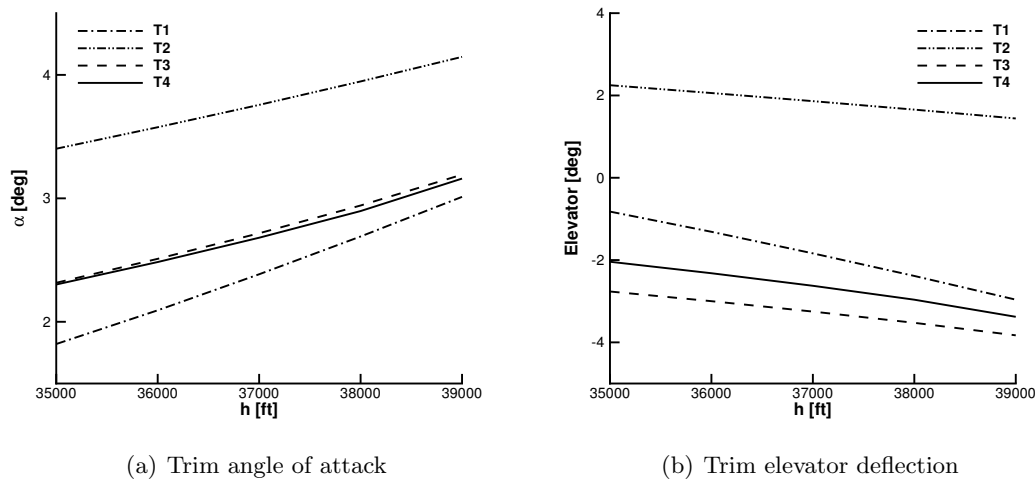 T1
T2
T3
T4
4
3
2
α [deg]
35000 36000 37000 38000 39000
h [ft]
(a) Trim angle of attack
T1
T2
T3
T4
4
2
0
-2
-4
Elevator [deg]
35000 36000 37000 38000 39000
h [ft]
(b) Trim elevator deflection